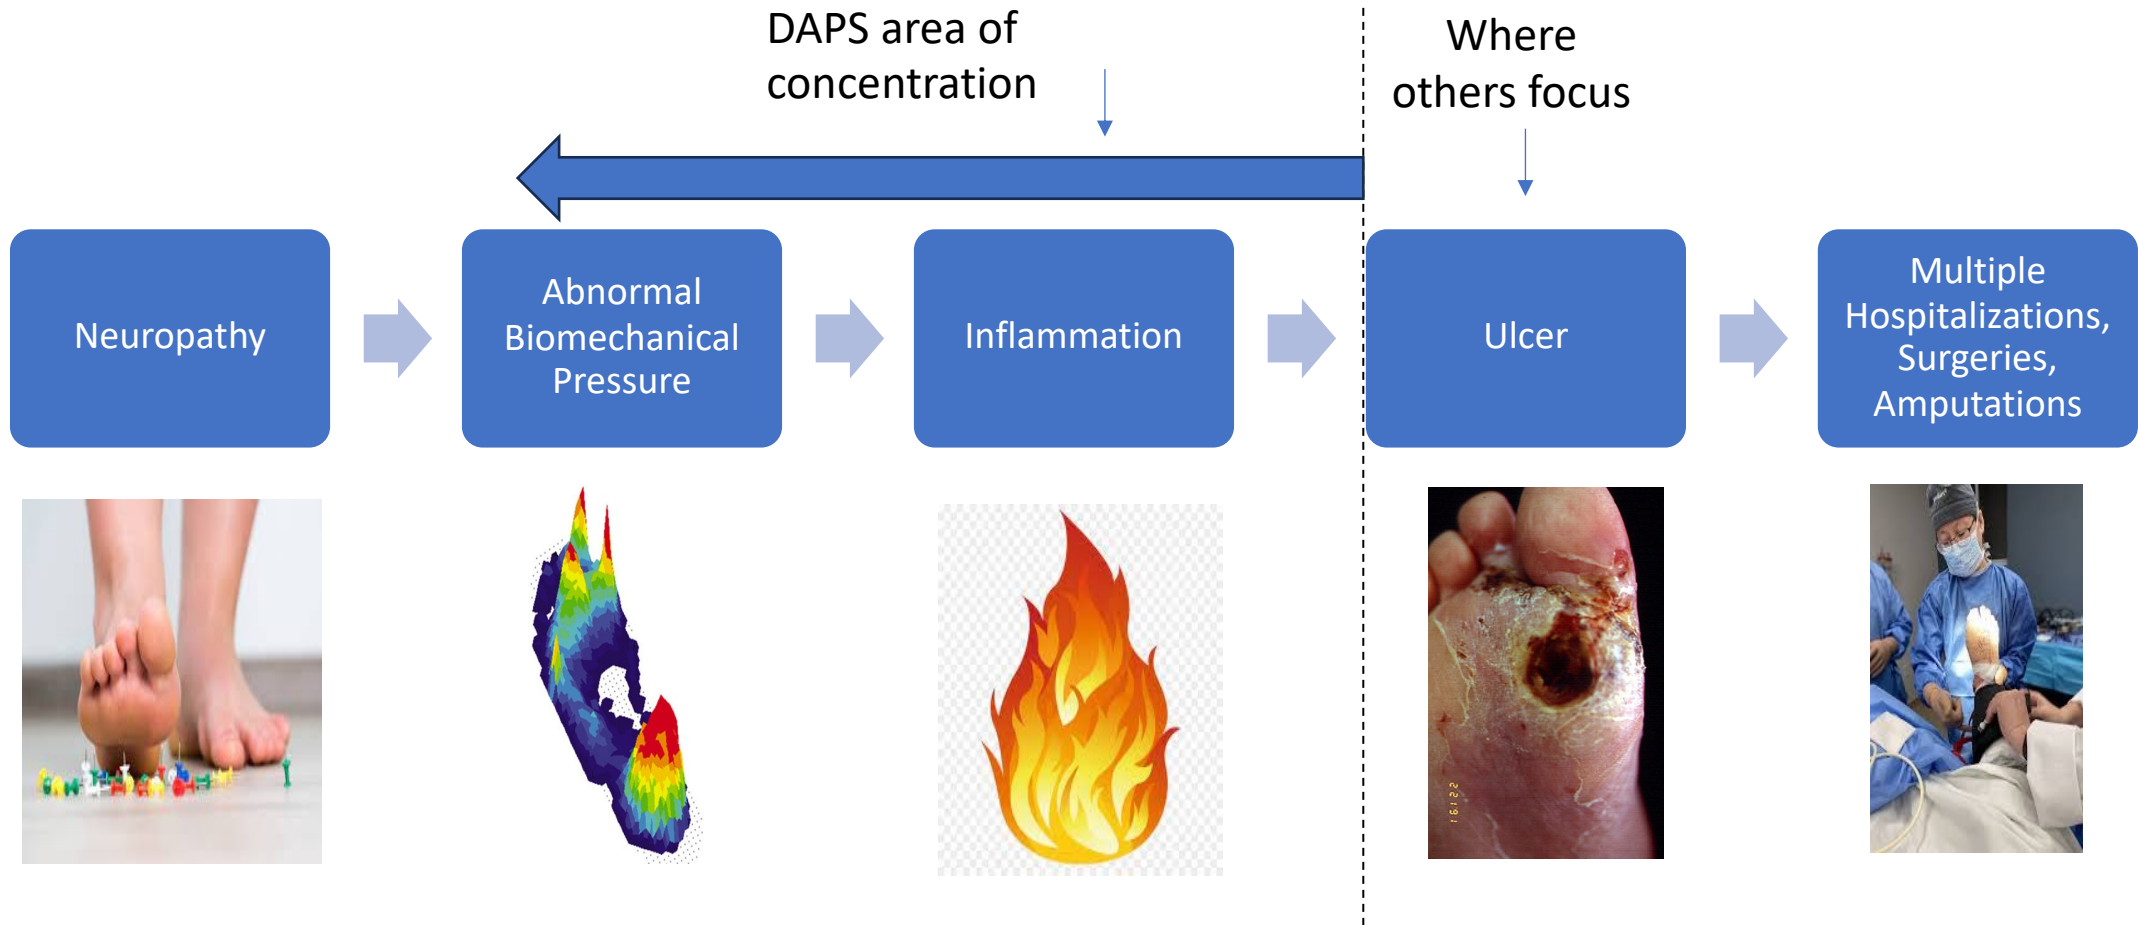 DAPS area of
concentration
Where
others focus
Neuropathy
Abnormal
Biomechanical
Pressure
Inflammation
Ulcer
Multiple
Hospitalizations,
Surgeries,
Amputations